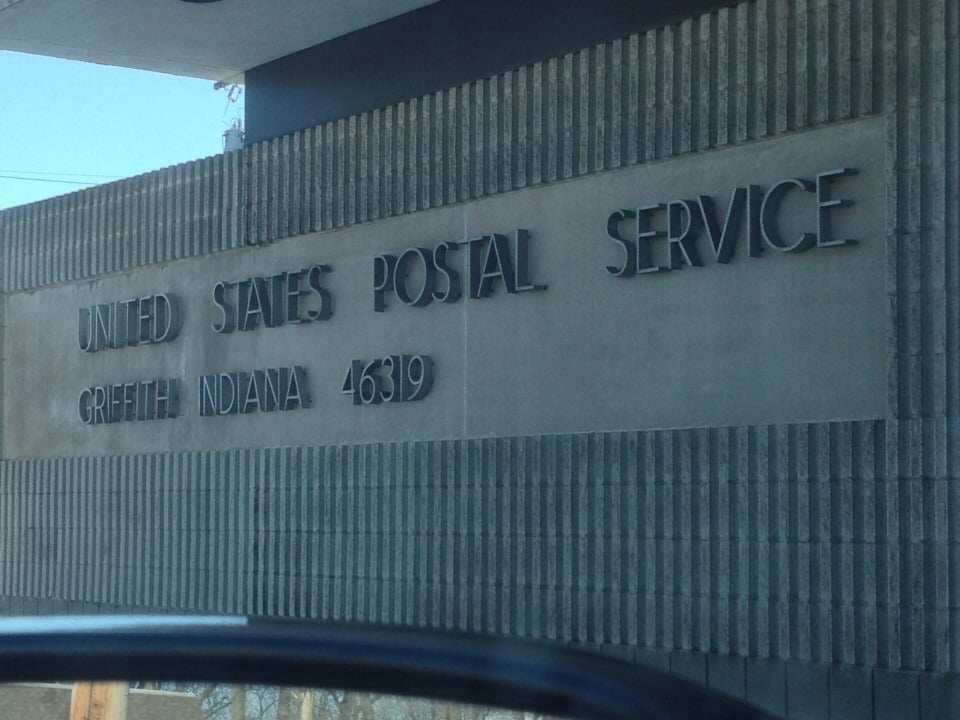 UNITED STATES POSTAL SERVICE
GRIFFITH INDIANA 46319